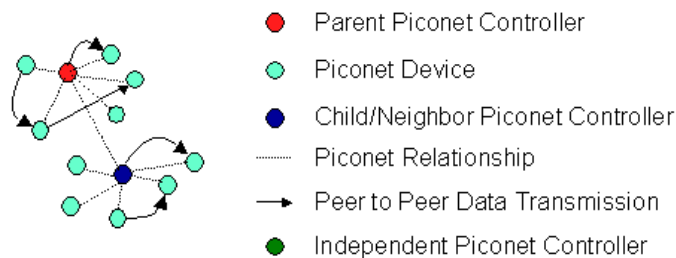 Parent Piconet Controller
Piconet Device
Child/Neighbor Piconet Controller
Piconet Relationship
Peer to Peer Data Transmission
Independent Piconet Controller